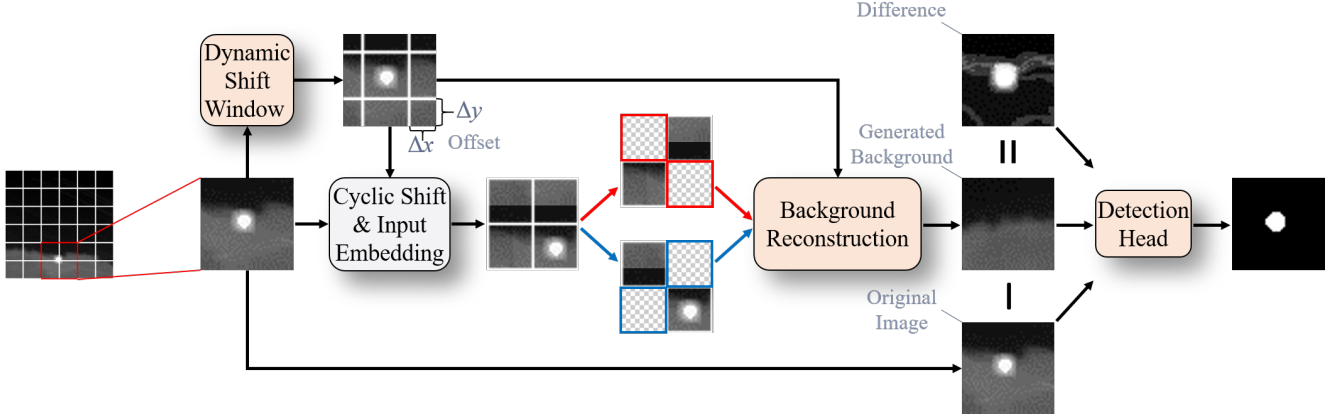 Difference
Dynamic
Shift
Window
Δy
Δx Offset
Generated
Background
Cyclic Shift
& Input
Embedding
Background
Reconstruction
Detection
Head
Original
Image